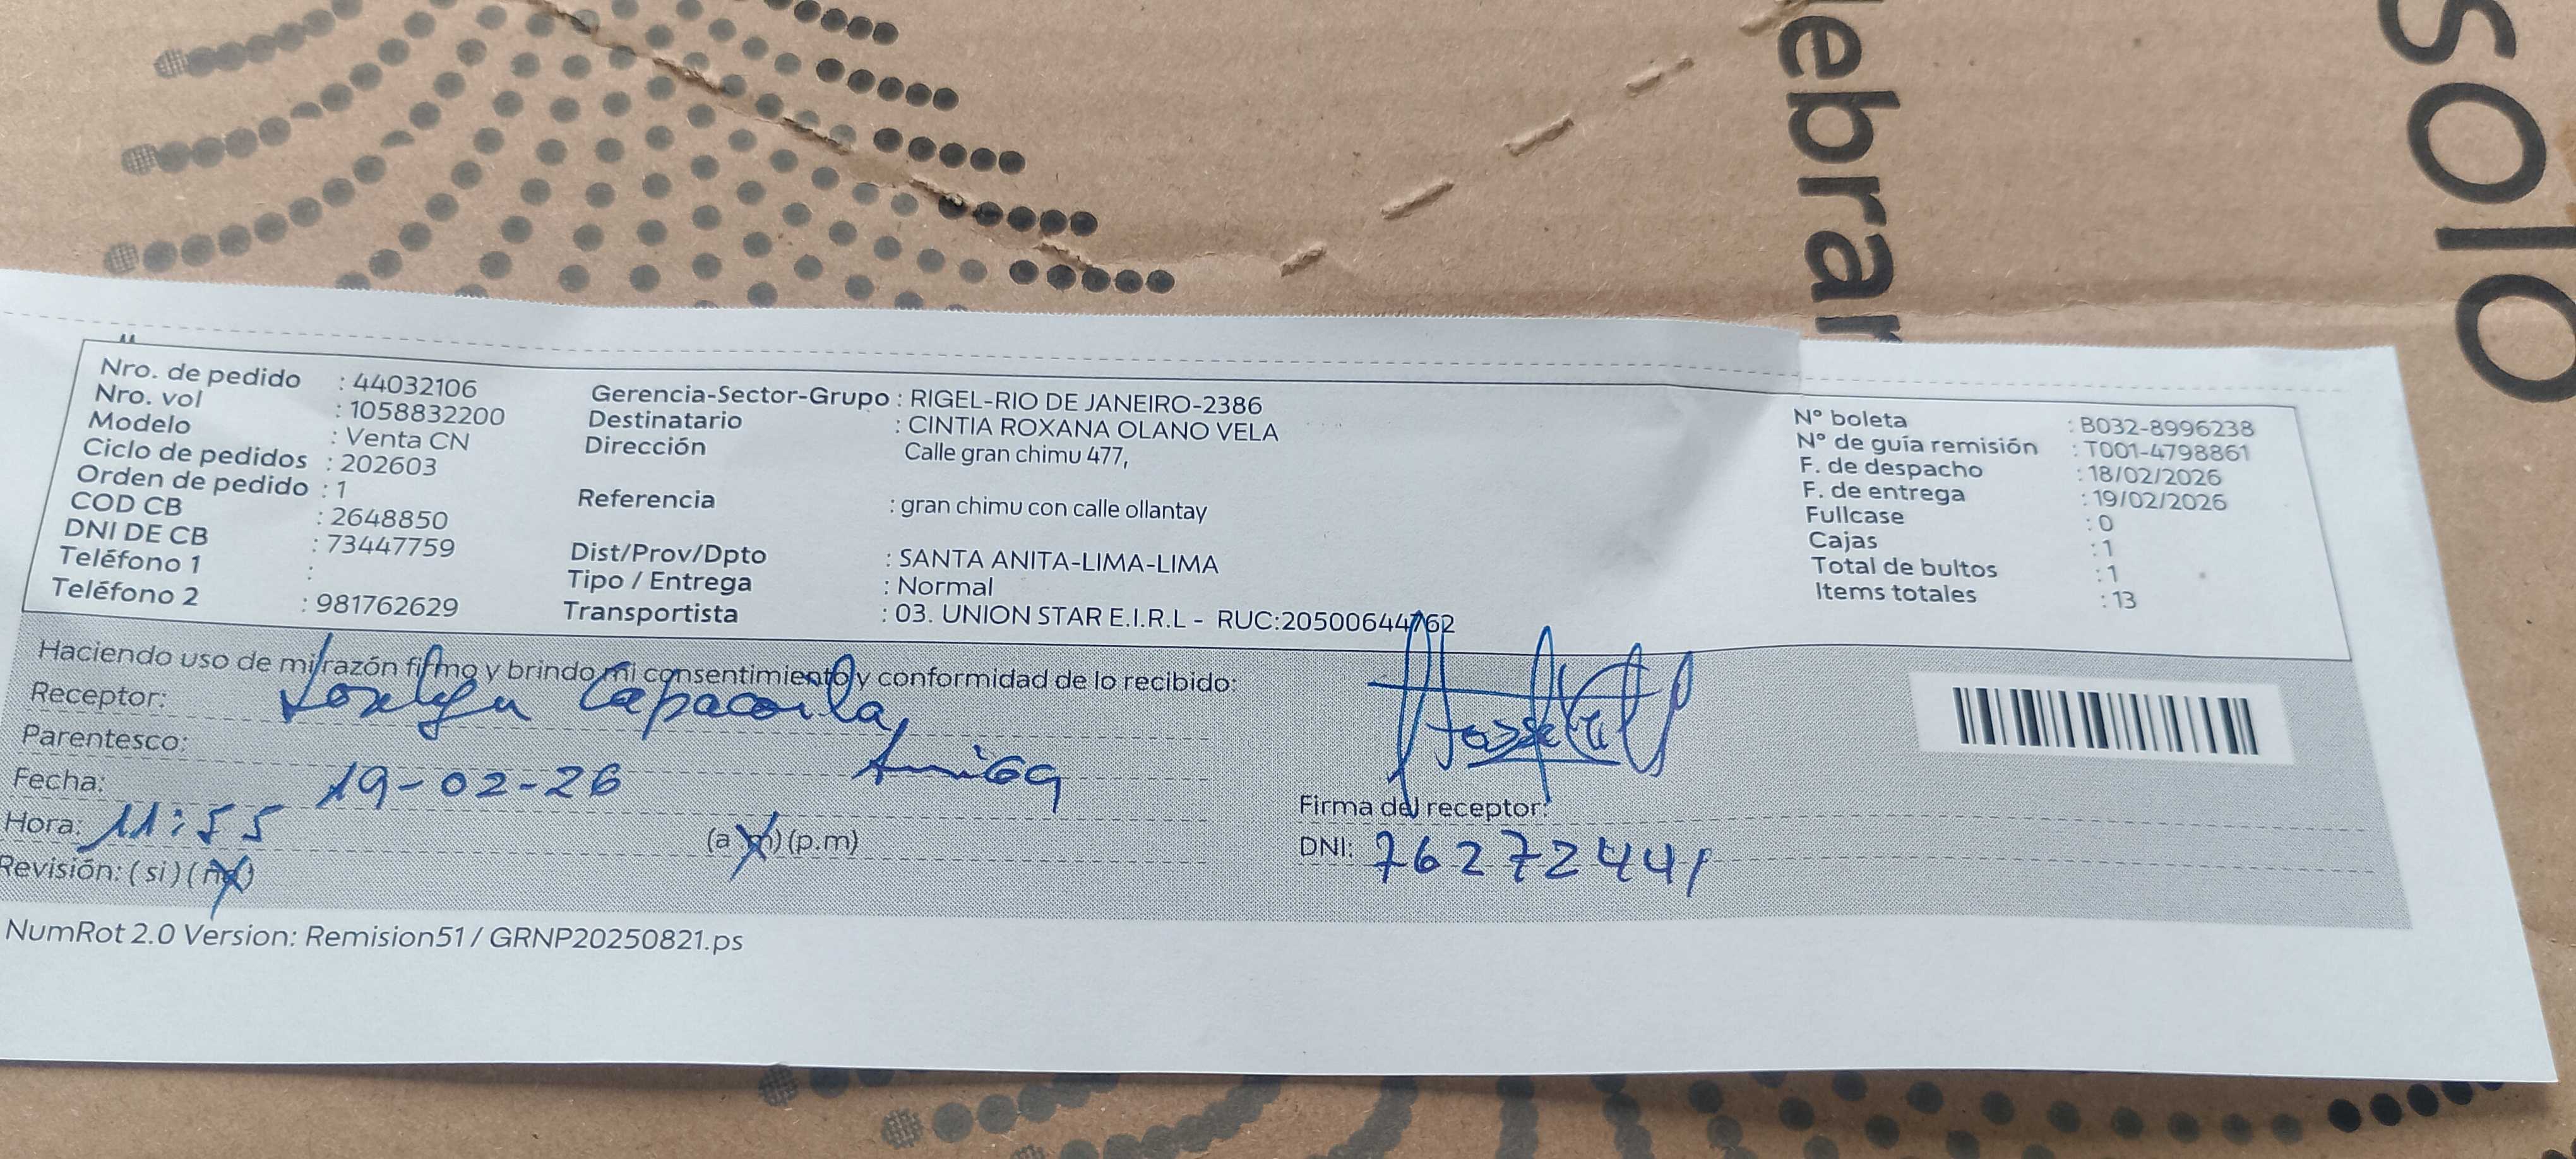 ebrar
solo
Nro. de pedido : 44032106
Nro. vol : 1058832200
Modelo : Venta CN
Ciclo de pedidos : 202603
Orden de pedido : 1
COD CB : 2648850
DNI DE CB : 73447759
Teléfono 1 :
Teléfono 2 : 981762629
Gerencia-Sector-Grupo : RIGEL-RIO DE JANEIRO-2386
Destinatario : CINTIA ROXANA OLANO VELA
Dirección Calle gran chimu 477,
Referencia : gran chimu con calle ollantay
Dist/Prov/Dpto : SANTA ANITA-LIMA-LIMA
Tipo / Entrega : Normal
Transportista : 03. UNION STAR E.I.R.L - RUC:20500644762
N° boleta : B032-8996238
N° de guía remisión : T001-4798861
F. de despacho : 18/02/2026
F. de entrega : 19/02/2026
Fullcase : 0
Cajas : 1
Total de bultos : 1
Items totales : 13
Haciendo uso de mi razón firmo y brindo mi consentimiento y conformidad de lo recibido:
Receptor: Capacoila
Parentesco: Amiga
Fecha: 19-02-26
Hora: 11:55 (a.m) (p.m)
Revisión: (si) (no)
Firma del receptor:
DNI: 76272441
NumRot 2.0 Version: Remision51 / GRNP20250821.ps